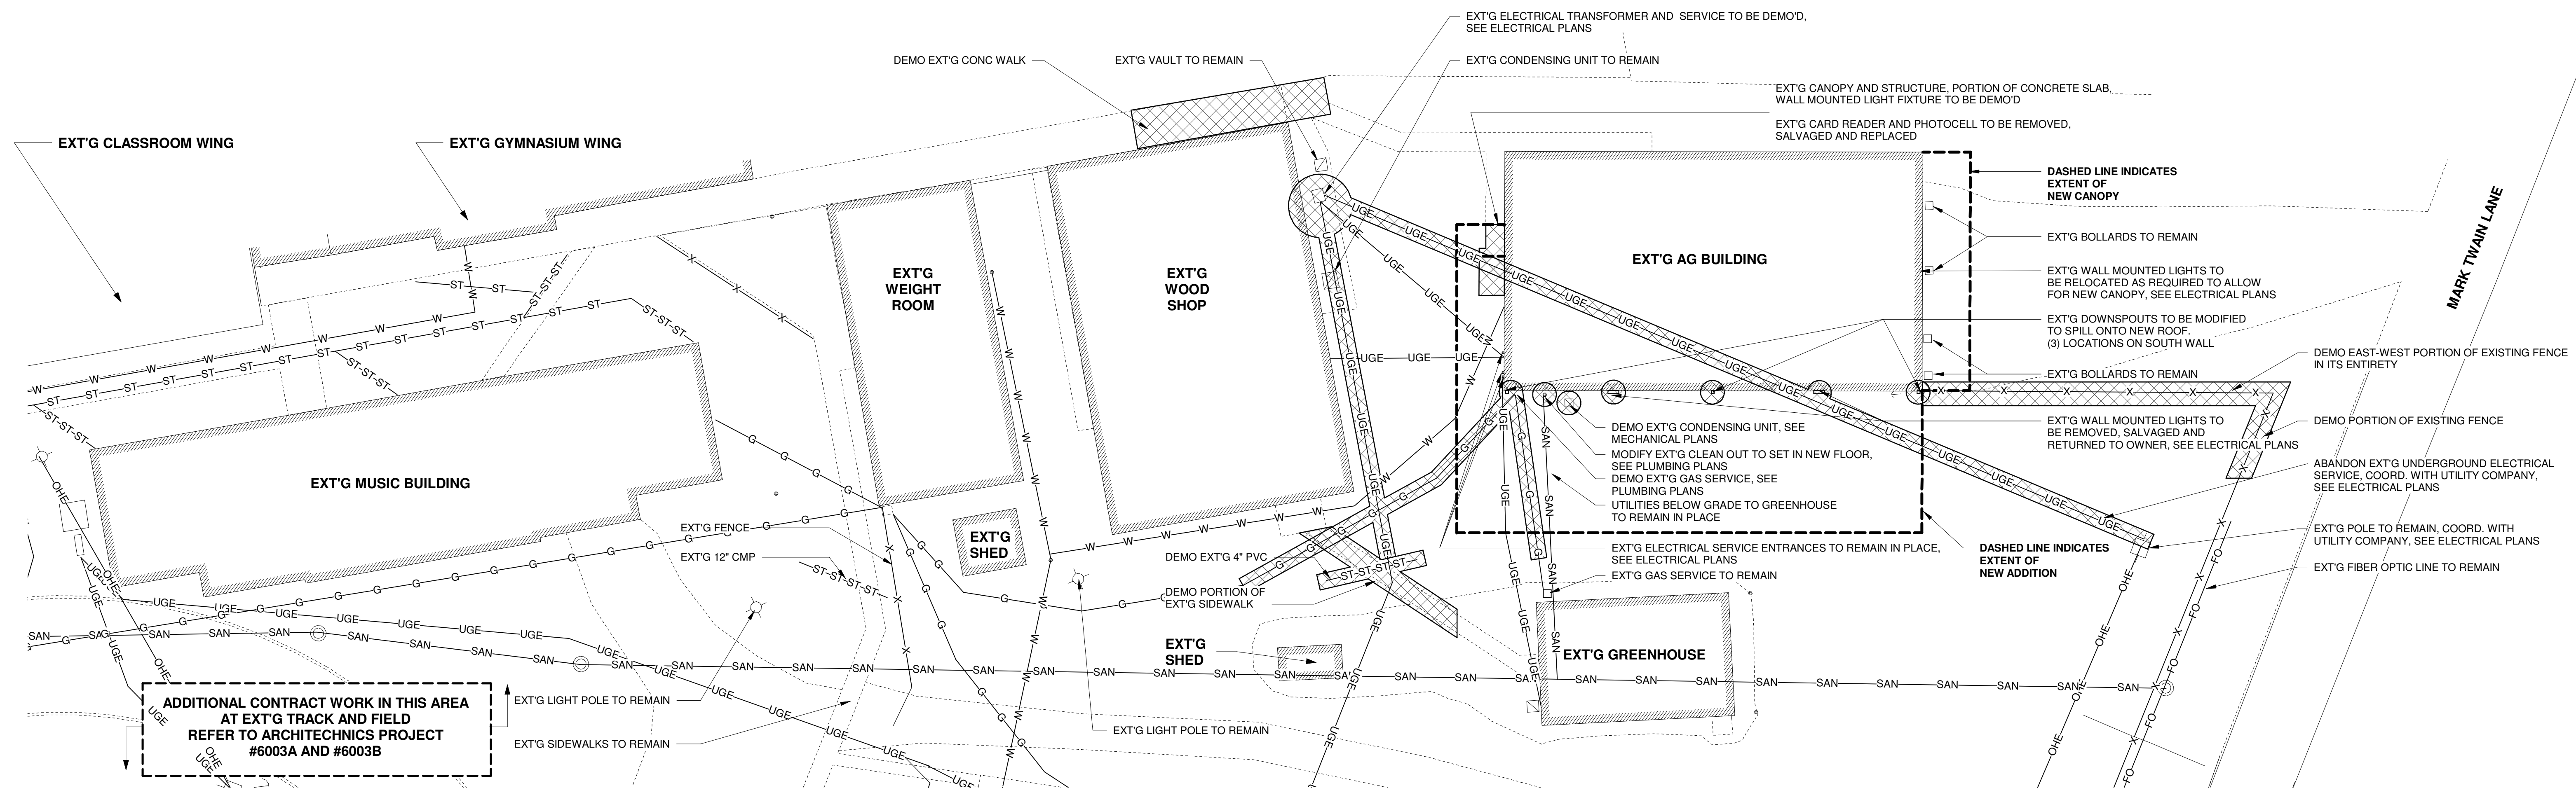 EXT'G ELECTRICAL TRANSFORMER AND SERVICE TO BE DEMO'D,
SEE ELECTRICAL PLANS
DEMO EXT'G CONC WALK
EXT'G VAULT TO REMAIN
EXT'G CONDENSING UNIT TO REMAIN
EXT'G CANOPY AND STRUCTURE, PORTION OF CONCRETE SLAB,
WALL MOUNTED LIGHT FIXTURE TO BE DEMO'D
EXT'G CARD READER AND PHOTOCELL TO BE REMOVED,
SALVAGED AND REPLACED
EXT'G CLASSROOM WING
EXT'G GYMNASIUM WING
DASHED LINE INDICATES
EXTENT OF
NEW CANOPY
MARK TWAIN LANE
EXT'G BOLLARDS TO REMAIN
EXT'G AG BUILDING
EXT'G
WEIGHT
ROOM
EXT'G
WOOD
SHOP
EXT'G WALL MOUNTED LIGHTS TO
BE RELOCATED AS REQUIRED TO ALLOW
FOR NEW CANOPY, SEE ELECTRICAL PLANS
EXT'G DOWNSPOUTS TO BE MODIFIED
TO SPILL ONTO NEW ROOF.
(3) LOCATIONS ON SOUTH WALL
DEMO EAST-WEST PORTION OF EXISTING FENCE
IN ITS ENTIRETY
EXT'G BOLLARDS TO REMAIN
EXT'G WALL MOUNTED LIGHTS TO
BE REMOVED, SALVAGED AND
RETURNED TO OWNER, SEE ELECTRICAL PLANS
DEMO PORTION OF EXISTING FENCE
DEMO EXT'G CONDENSING UNIT, SEE
MECHANICAL PLANS
MODIFY EXT'G CLEAN OUT TO SET IN NEW FLOOR,
SEE PLUMBING PLANS
DEMO EXT'G GAS SERVICE, SEE
PLUMBING PLANS
UTILITIES BELOW GRADE TO GREENHOUSE
TO REMAIN IN PLACE
ABANDON EXT'G UNDERGROUND ELECTRICAL
SERVICE, COORD. WITH UTILITY COMPANY,
SEE ELECTRICAL PLANS
EXT'G MUSIC BUILDING
EXT'G FENCE
EXT'G 12" CMP
EXT'G
SHED
DEMO EXT'G 4" PVC
DEMO PORTION OF
EXT'G SIDEWALK
EXT'G ELECTRICAL SERVICE ENTRANCES TO REMAIN IN PLACE,
SEE ELECTRICAL PLANS
EXT'G GAS SERVICE TO REMAIN
DASHED LINE INDICATES
EXTENT OF
NEW ADDITION
EXT'G POLE TO REMAIN, COORD. WITH
UTILITY COMPANY, SEE ELECTRICAL PLANS
EXT'G FIBER OPTIC LINE TO REMAIN
EXT'G
SHED
EXT'G GREENHOUSE
ADDITIONAL CONTRACT WORK IN THIS AREA
AT EXT'G TRACK AND FIELD
REFER TO ARCHITECHNICS PROJECT
#6003A AND #6003B
EXT'G LIGHT POLE TO REMAIN
EXT'G SIDEWALKS TO REMAIN
EXT'G LIGHT POLE TO REMAIN